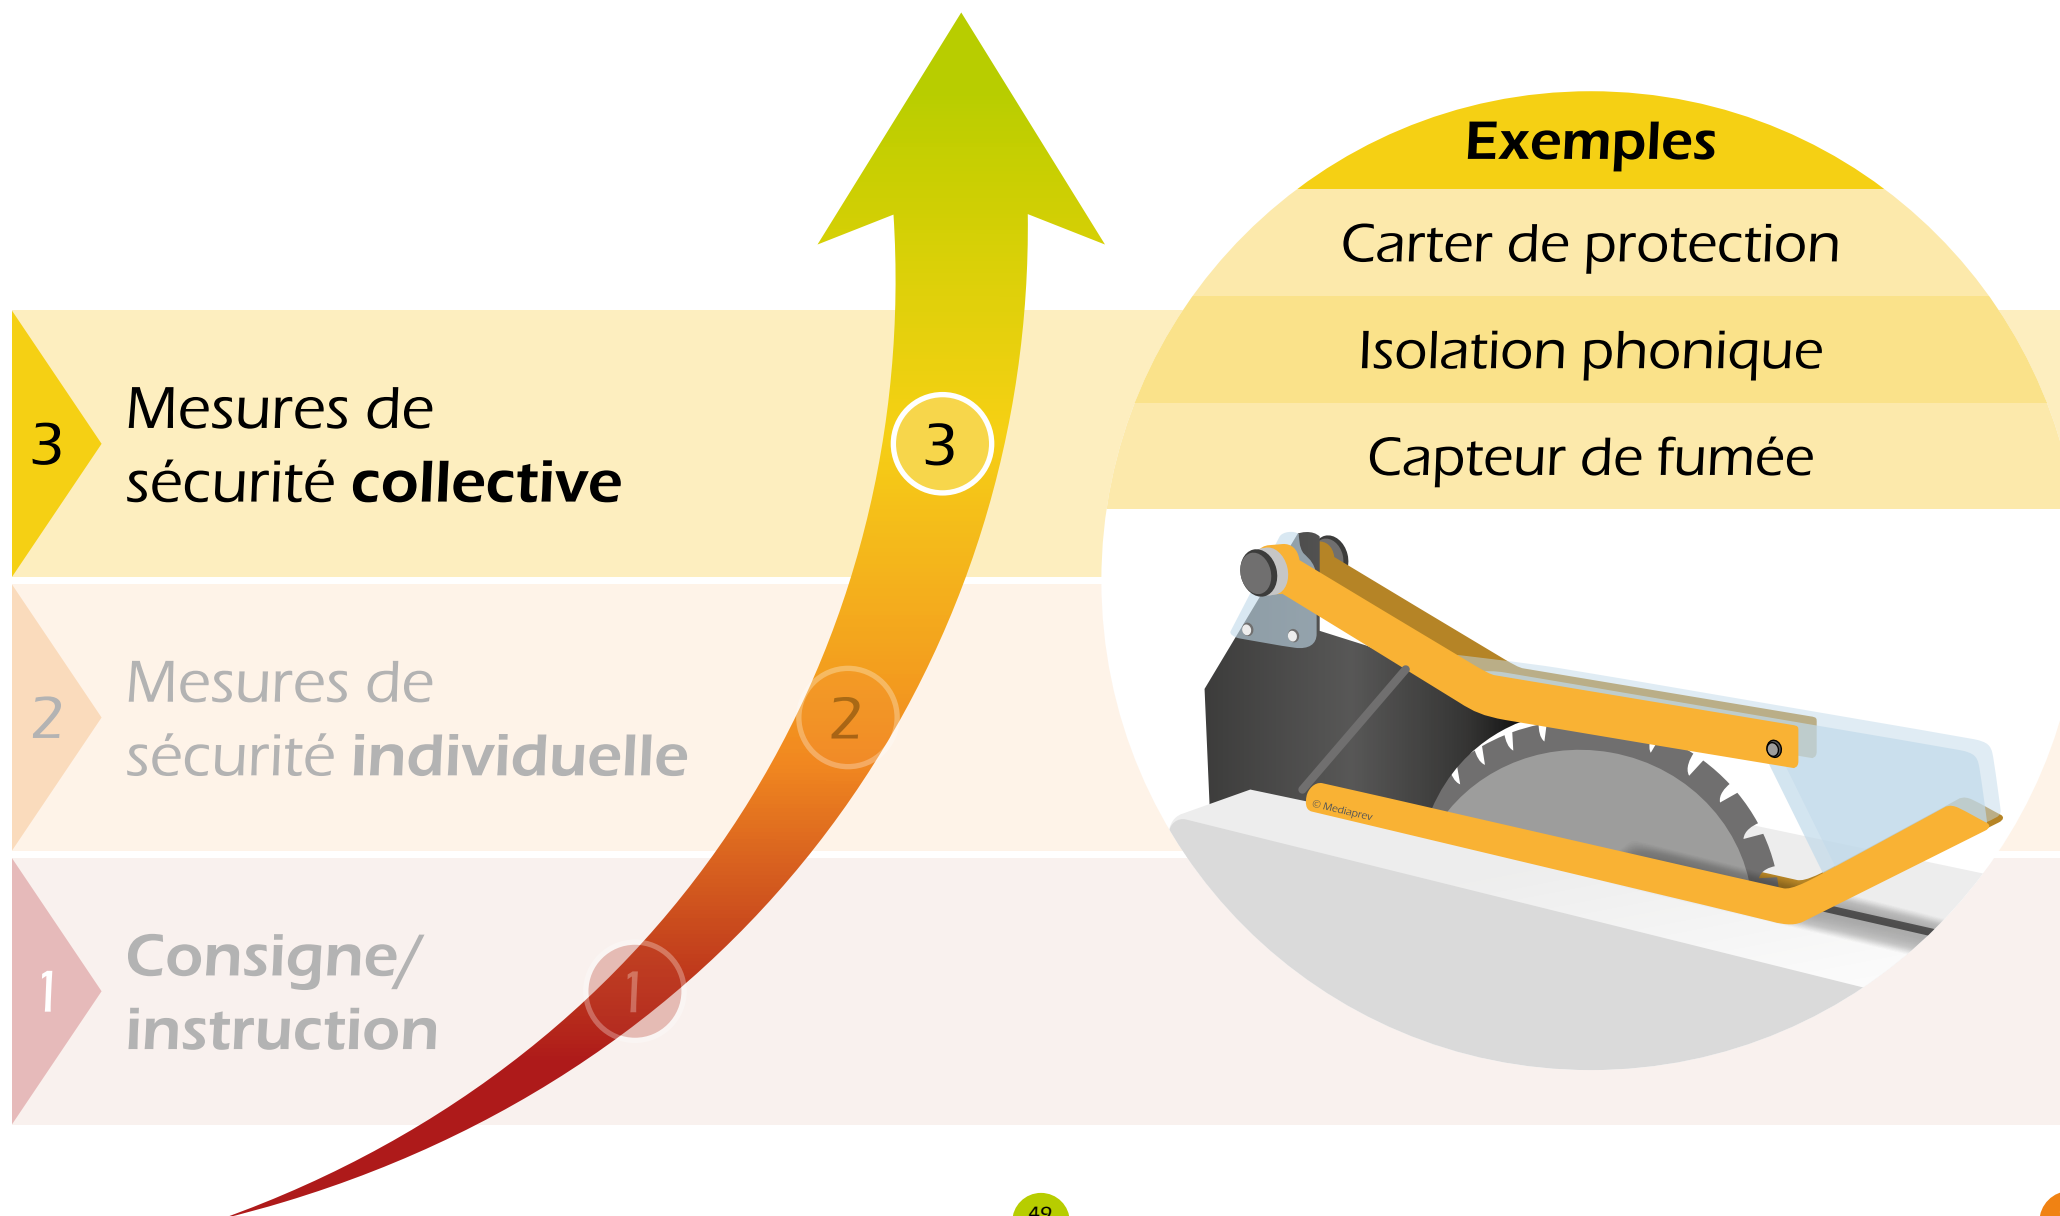 Exemples
Carter de protection
Isolation phonique
Capteur de fumée
3
Mesures de
sécurité collective
3
2
Mesures de
sécurité individuelle
2
1
Consigne/
instruction
1
© Mediaprev
49